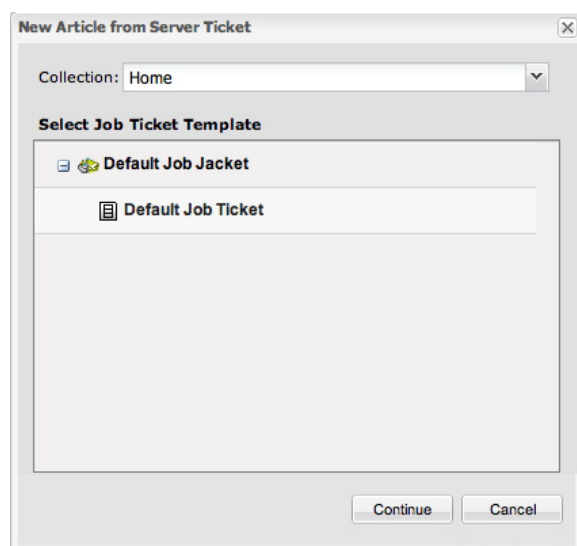 New Article from Server Ticket
Collection: Home
Select Job Ticket Template
Default Job Jacket
Default Job Ticket
Continue Cancel